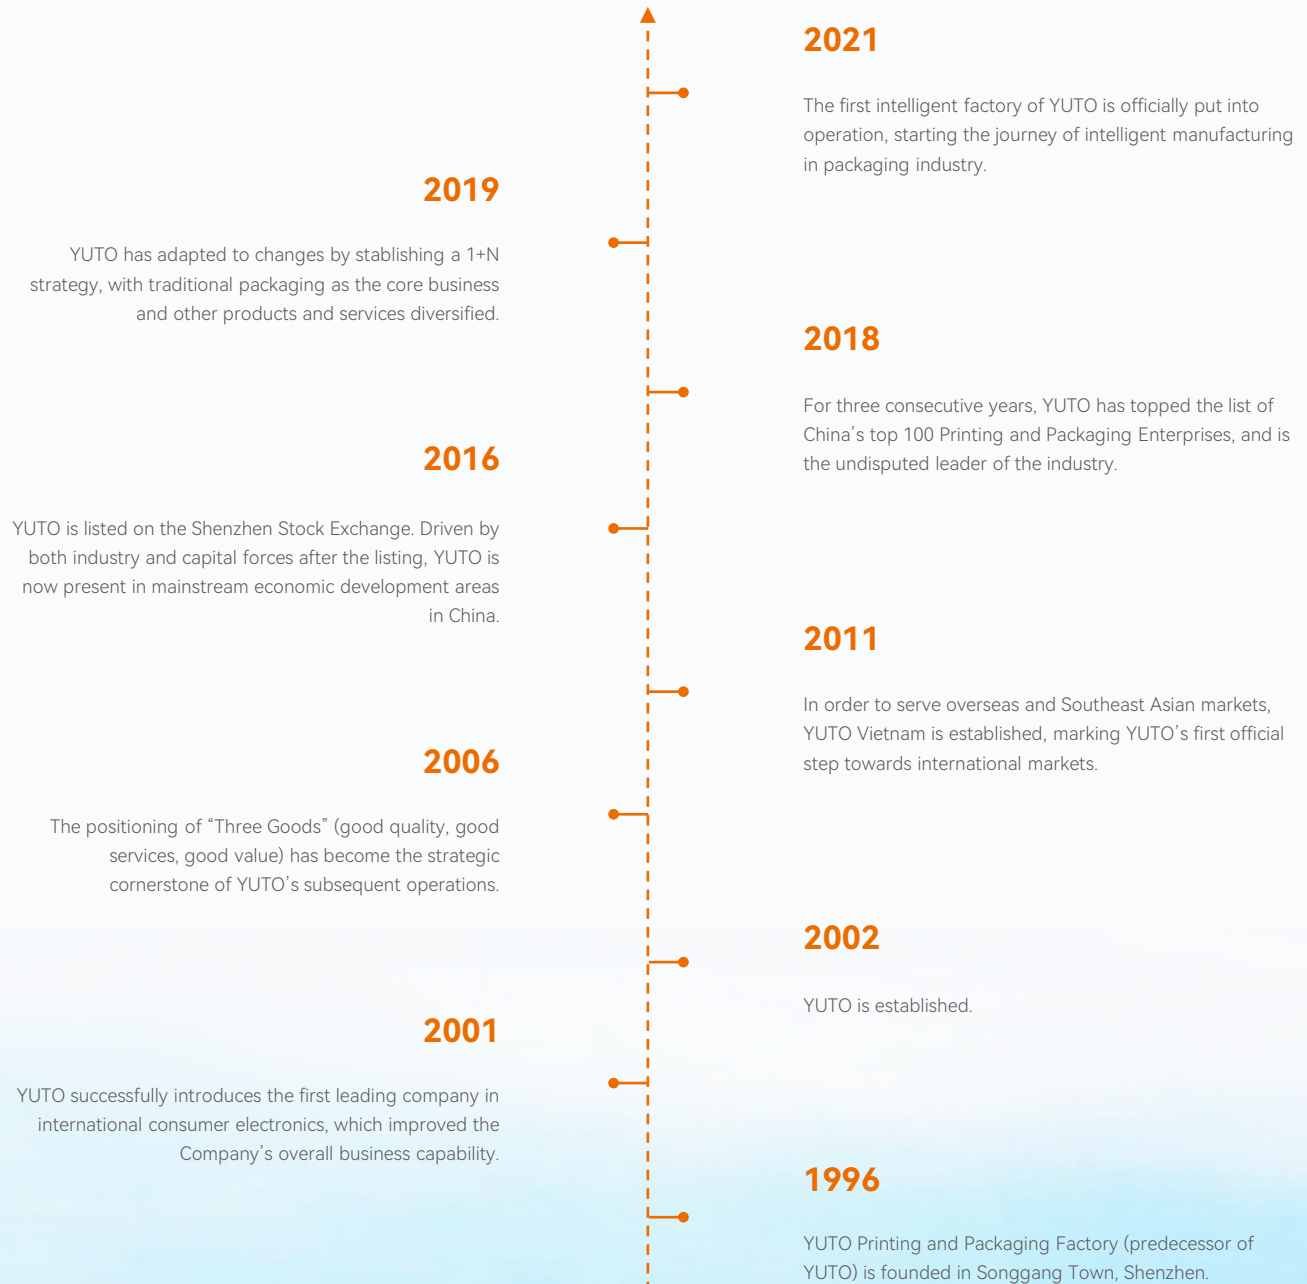 2021
The first intelligent factory of YUTO is officially put into
operation, starting the journey of intelligent manufacturing
in packaging industry.
2019
YUTO has adapted to changes by stablishing a 1+N
strategy, with traditional packaging as the core business
and other products and services diversified.
2018
For three consecutive years, YUTO has topped the list of
China’s top 100 Printing and Packaging Enterprises, and is
the undisputed leader of the industry.
2016
YUTO is listed on the Shenzhen Stock Exchange. Driven by
both industry and capital forces after the listing, YUTO is
now present in mainstream economic development areas
in China.
2011
In order to serve overseas and Southeast Asian markets,
YUTO Vietnam is established, marking YUTO’s first official
step towards international markets.
2006
The positioning of “Three Goods” (good quality, good
services, good value) has become the strategic
cornerstone of YUTO’s subsequent operations.
2002
YUTO is established.
2001
YUTO successfully introduces the first leading company in
international consumer electronics, which improved the
Company’s overall business capability.
1996
YUTO Printing and Packaging Factory (predecessor of
YUTO) is founded in Songgang Town, Shenzhen.